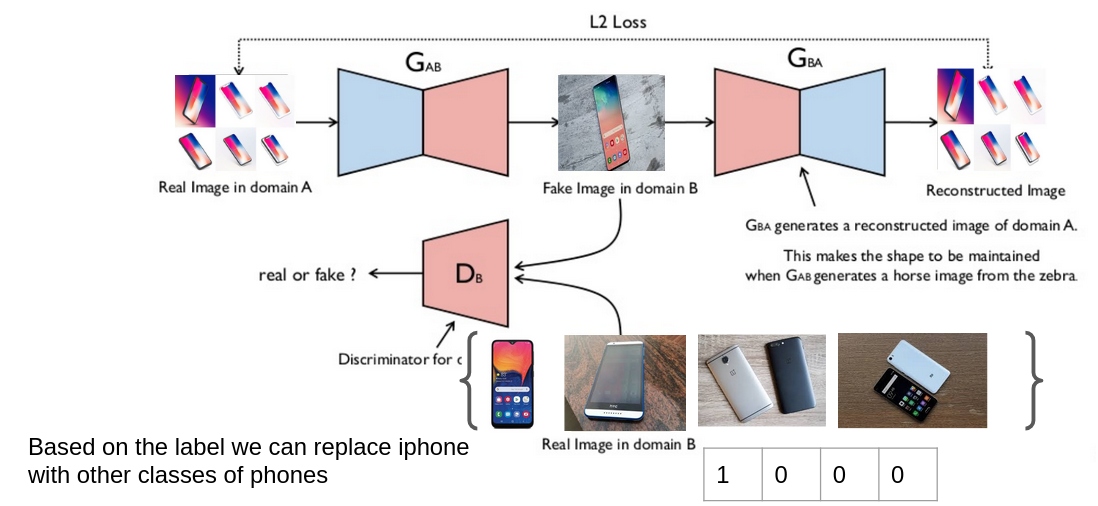 L2 Loss
GAB
GBA
Real Image in domain A
Fake Image in domain B
Reconstructed Image
GBA generates a reconstructed image of domain A.
This makes the shape to be maintained
when GAB generates a horse image from the zebra.
real or fake ?
DB
Discriminator for
Real Image in domain B
Based on the label we can replace iphone
with other classes of phones
1 0 0 0